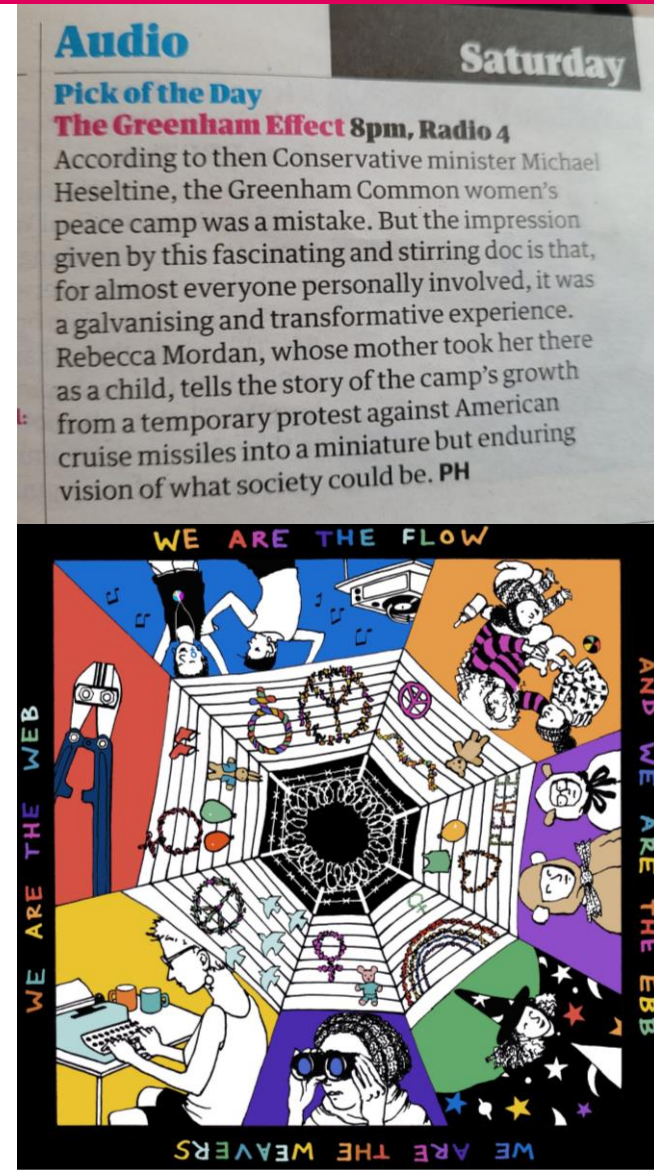 Audio
Saturday
Pick of the Day
The Greenham Effect 8pm, Radio 4
According to then Conservative minister Michael
Heseltine, the Greenham Common women's
peace camp was a mistake. But the impression
given by this fascinating and stirring doc is that,
for almost everyone personally involved, it was
a galvanising and transformative experience.
Rebecca Mordan, whose mother took her there
as a child, tells the story of the camp's growth
from a temporary protest against American
cruise missiles into a miniature but enduring
vision of what society could be. PH
WE ARE THE FLOW
AND WE ARE THE EBB
WE ARE THE WEAVERS
WE ARE THE WEB
PEACE